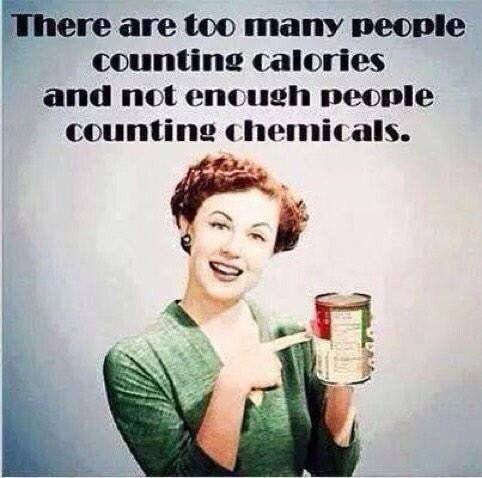 There are too many people
counting calories
and not enough people
counting chemicals.